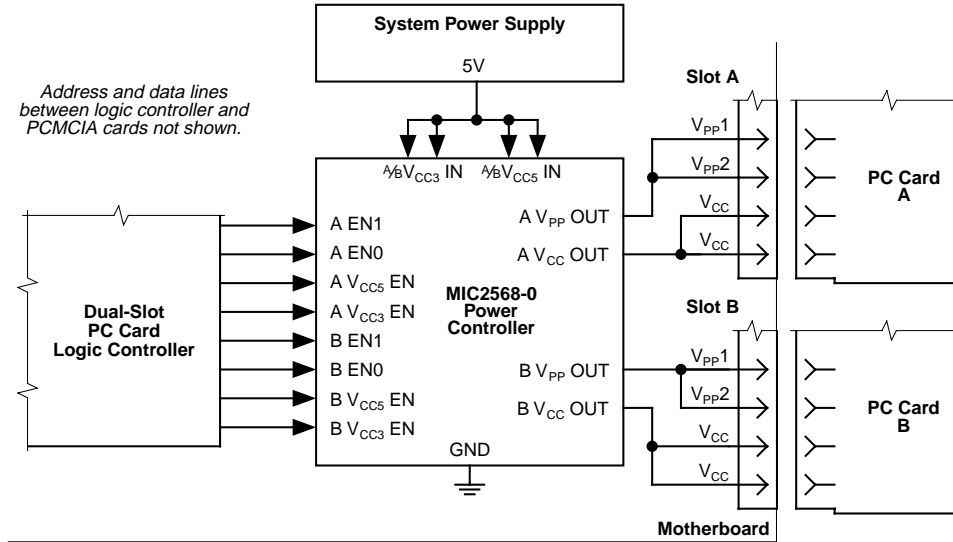 System Power Supply
5V
Address and data lines
between logic controller and
PCMCIA cards not shown.
Slot A
A/BVCC3 IN
A/BVCC5 IN
VPP1
VPP2
VCC
VCC
PC Card
A
A EN1
A EN0
A VCC5 EN
A VCC3 EN
B EN1
B EN0
B VCC5 EN
B VCC3 EN
Dual-Slot
PC Card
Logic Controller
MIC2568-0
Power
Controller
A VPP OUT
A VCC OUT
B VPP OUT
B VCC OUT
GND
Slot B
VPP1
VPP2
VCC
VCC
PC Card
B
Motherboard